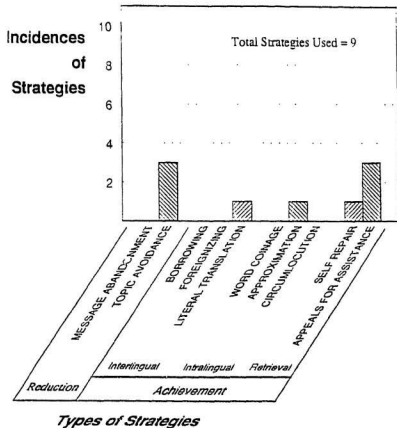 Incidences
of
Strategies
10
8
6
4
2
Total Strategies Used = 9
MESSAGE ABANDONMENT
TOPIC AVOIDANCE
BORROWING
FOREIGNIZING
LITERAL TRANSLATION
WORD COINAGE
APPROXIMATION
CIRCUMLOCUTION
SELF REPAIR
APPEALS FOR ASSISTANCE
Interlingual
Intralingual
Retrieval
Reduction
Achievement
Types of Strategies